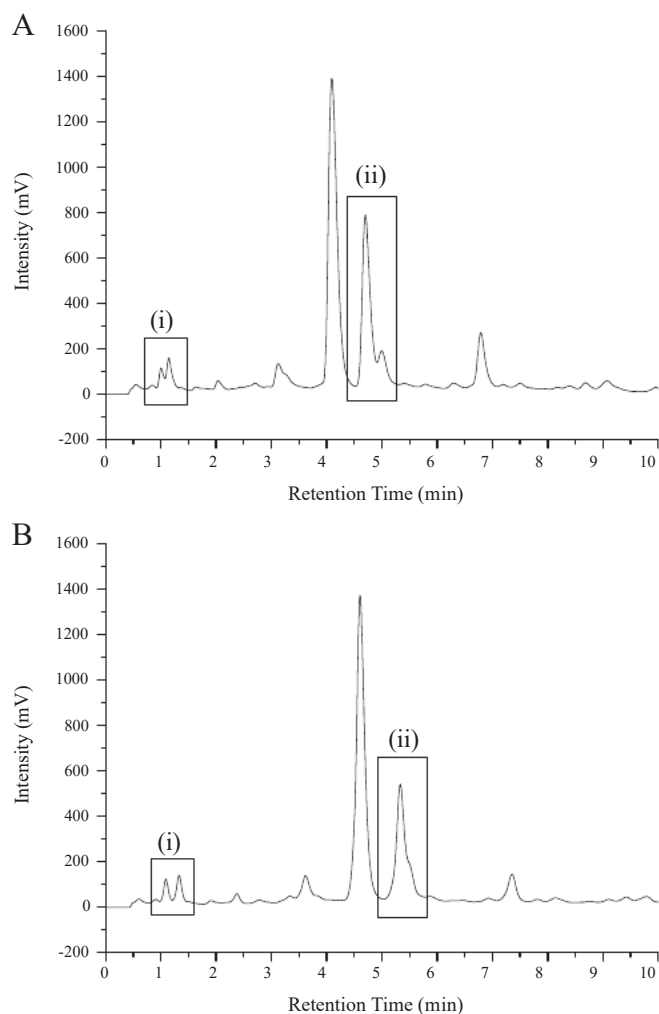 A
1600
1400
1200
1000
800
600
400
200
0
-200
Intensity (mV)
(i)
(ii)
0 1 2 3 4 5 6 7 8 9 10
Retention Time (min)
B
1600
1400
1200
1000
800
600
400
200
0
-200
Intensity (mV)
(i)
(ii)
0 1 2 3 4 5 6 7 8 9 10
Retention Time (min)